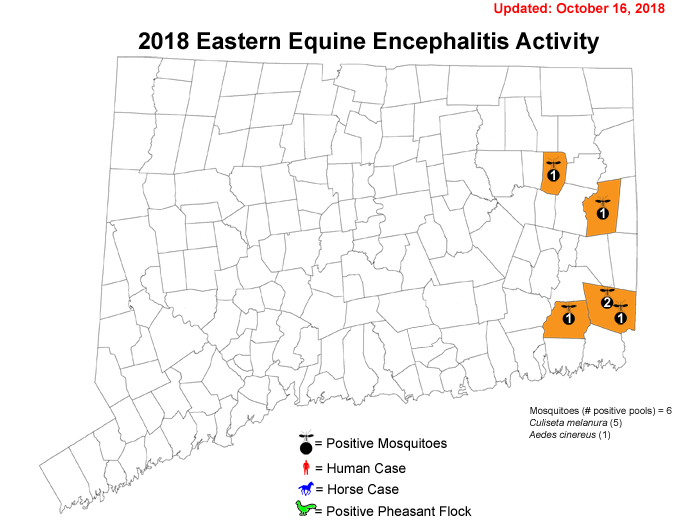 Updated: October 16, 2018
2018 Eastern Equine Encephalitis Activity
1
1
2
1
1
Mosquitoes (# positive pools) = 6
Culiseta melanura (5)
Aedes cinereus (1)
= Positive Mosquitoes
= Human Case
= Horse Case
= Positive Pheasant Flock